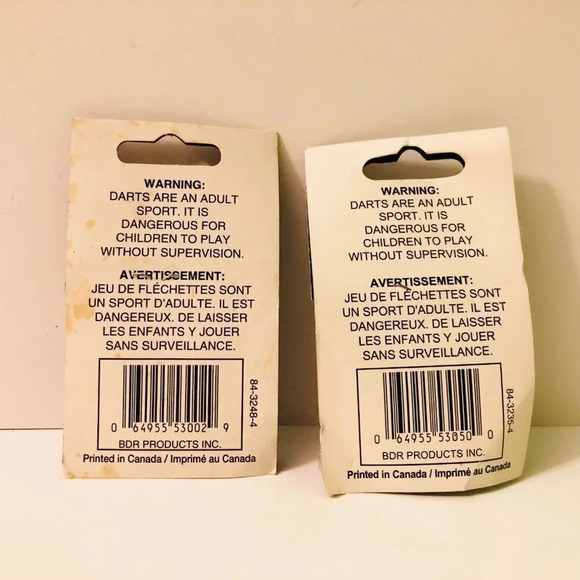 WARNING:
DARTS ARE AN ADULT
SPORT. IT IS
DANGEROUS FOR
CHILDREN TO PLAY
WITHOUT SUPERVISION.
AVERTISSEMENT:
JEU DE FLÉCHETTES SONT
UN SPORT D'ADULTE. IL EST
DANGEREUX. DE LAISSER
LES ENFANTS Y JOUER
SANS SURVEILLANCE.
84-3248-4
0 64955 53002 9
BDR PRODUCTS INC.
Printed in Canada / Imprimé au Canada
WARNING:
DARTS ARE AN ADULT
SPORT. IT IS
DANGEROUS FOR
CHILDREN TO PLAY
WITHOUT SUPERVISION.
AVERTISSEMENT:
JEU DE FLÉCHETTES SONT
UN SPORT D'ADULTE. IL EST
DANGEREUX. DE LAISSER
LES ENFANTS Y JOUER
SANS SURVEILLANCE.
84-3235-4
0 64955 53050 0
BDR PRODUCTS INC.
Printed in Canada / Imprimé au Canada